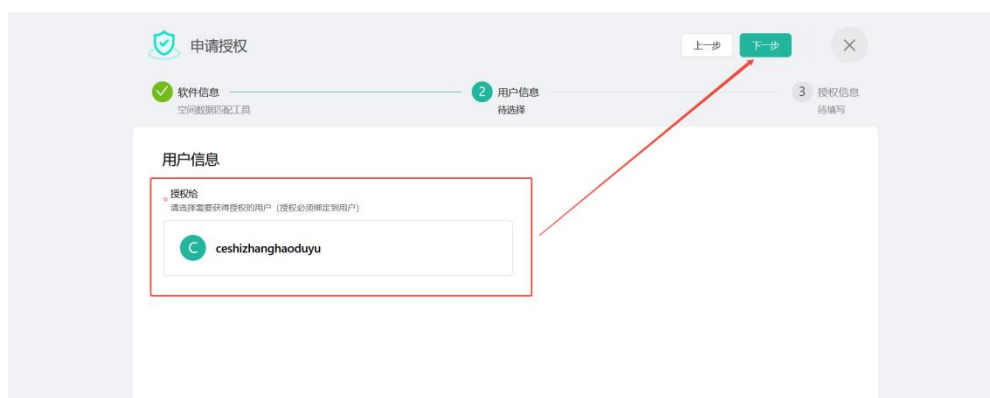 申请授权
上一步
下一步
软件信息
空间数据匹配工具
2
用户信息
待选择
3
授权信息
待填写
用户信息
*授权给
请选择需要获得授权的用户（授权必须绑定到用户）
C
ceshizhanghaoduyu